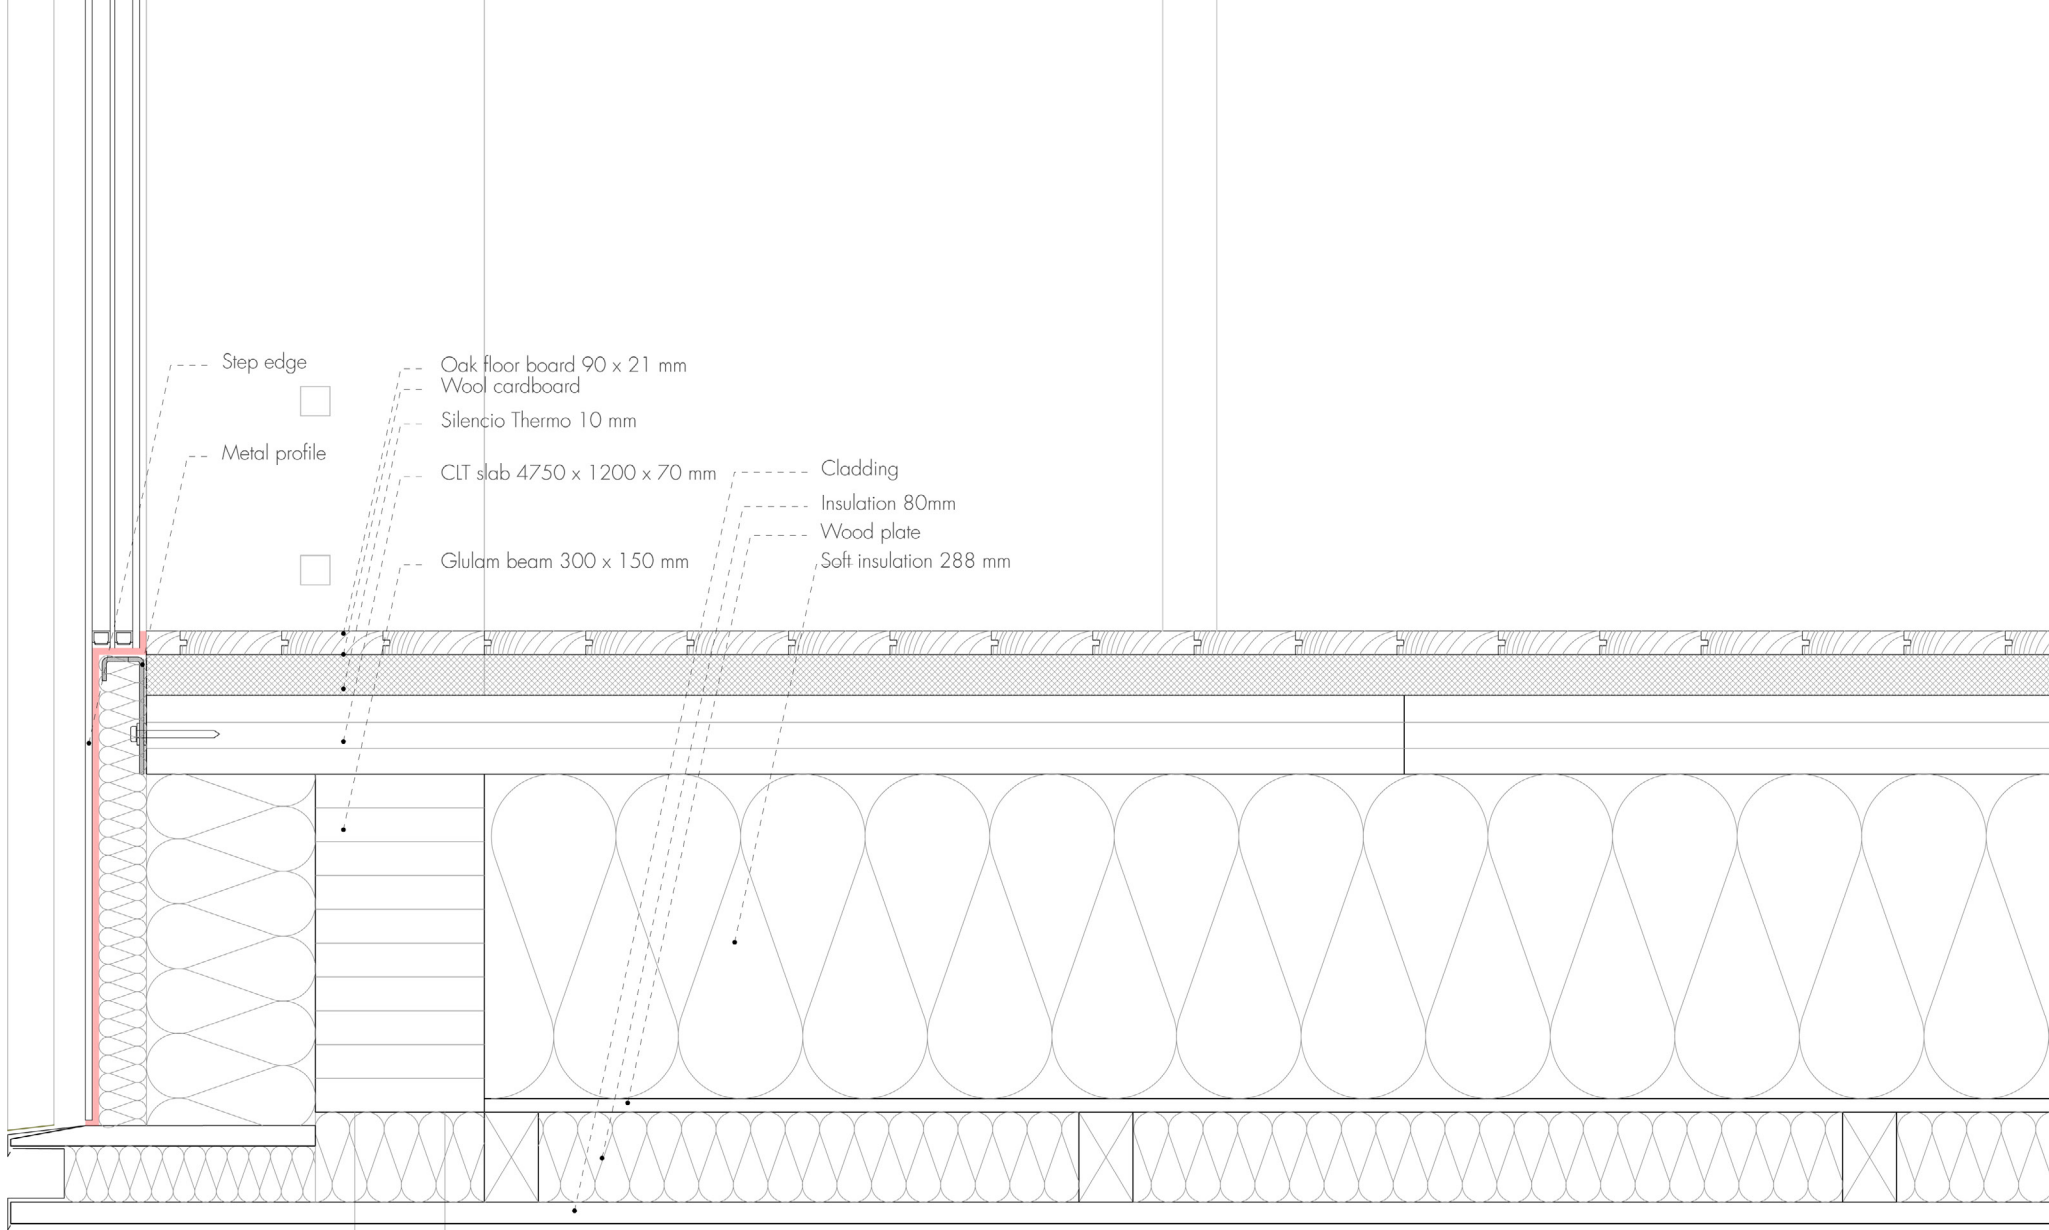 Step edge
Metal profile
Oak floor board 90 x 21 mm
Wool cardboard
Silencio Thermo 10 mm
CLT slab 4750 x 1200 x 70 mm
Glulam beam 300 x 150 mm
Cladding
Insulation 80mm
Wood plate
Soft insulation 288 mm